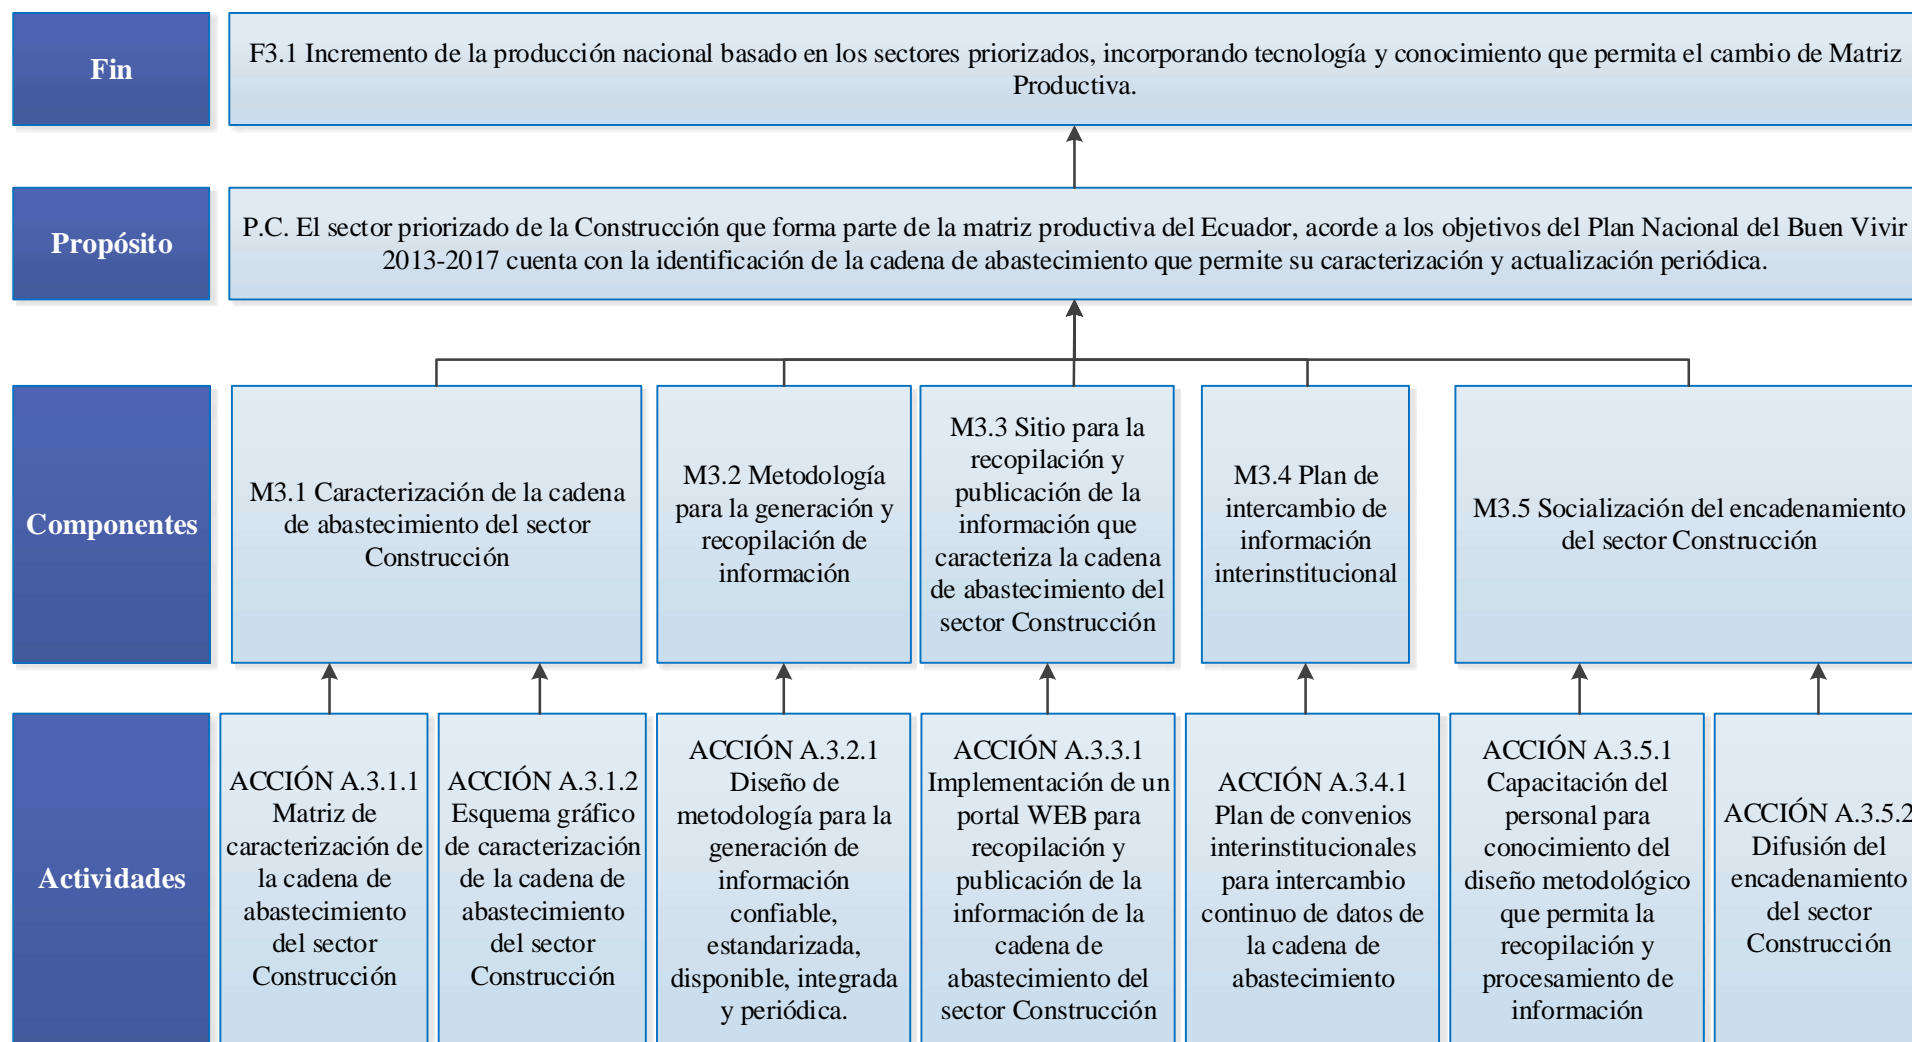 Fin
F3.1 Incremento de la producción nacional basado en los sectores priorizados, incorporando tecnología y conocimiento que permita el cambio de Matriz
Productiva.
Propósito
P.C. El sector priorizado de la Construcción que forma parte de la matriz productiva del Ecuador, acorde a los objetivos del Plan Nacional del Buen Vivir
2013-2017 cuenta con la identificación de la cadena de abastecimiento que permite su caracterización y actualización periódica.
Componentes
M3.1 Caracterización de la cadena
de abastecimiento del sector
Construcción
M3.2 Metodología
para la generación y
recopilación de
información
M3.3 Sitio para la
recopilación y
publicación de la
información que
caracteriza la cadena
de abastecimiento del
sector Construcción
M3.4 Plan de
intercambio de
información
interinstitucional
M3.5 Socialización del encadenamiento
del sector Construcción
Actividades
ACCIÓN A.3.1.1
Matriz de
caracterización de
la cadena de
abastecimiento
del sector
Construcción
ACCIÓN A.3.1.2
Esquema gráfico
de caracterización
de la cadena de
abastecimiento
del sector
Construcción
ACCIÓN A.3.2.1
Diseño de
metodología para la
generación de
información
confiable,
estandarizada,
disponible, integrada
y periódica.
ACCIÓN A.3.3.1
Implementación de un
portal WEB para
recopilación y
publicación de la
información de la
cadena de
abastecimiento del
sector Construcción
ACCIÓN A.3.4.1
Plan de convenios
interinstitucionales
para intercambio
continuo de datos de
la cadena de
abastecimiento
ACCIÓN A.3.5.1
Capacitación del
personal para
conocimiento del
diseño metodológico
que permita la
recopilación y
procesamiento de
información
ACCIÓN A.3.5.2
Difusión del
encadenamiento
del sector
Construcción